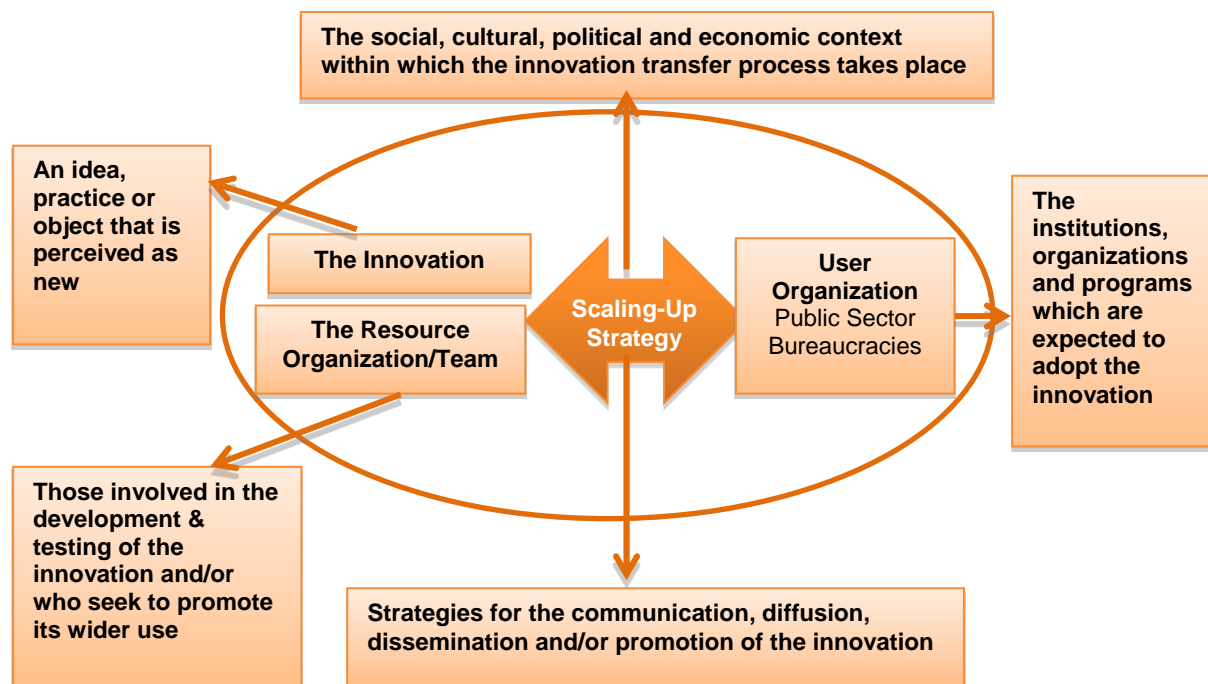 The social, cultural, political and economic context
within which the innovation transfer process takes place
An idea,
practice or
object that is
perceived as
new
The Innovation
The Resource
Organization/Team
Scaling-Up
Strategy
User
Organization
Public Sector
Bureaucracies
The
institutions,
organizations
and programs
which are
expected to
adopt the
innovation
Those involved in the
development &
testing of the
innovation and/or
who seek to promote
its wider use
Strategies for the communication, diffusion,
dissemination and/or promotion of the innovation